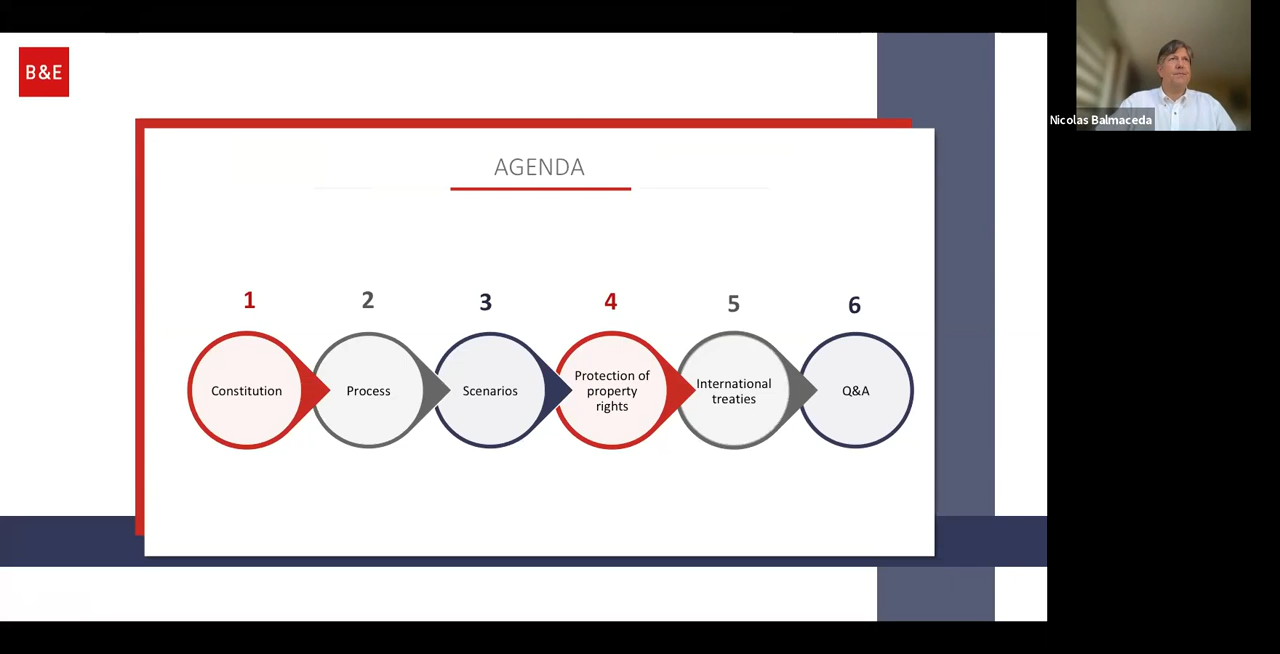 B&E
Nicolas Balmaceda
AGENDA
1
2
3
4
5
6
Constitution
Process
Scenarios
Protection of
property
rights
International
treaties
Q&A